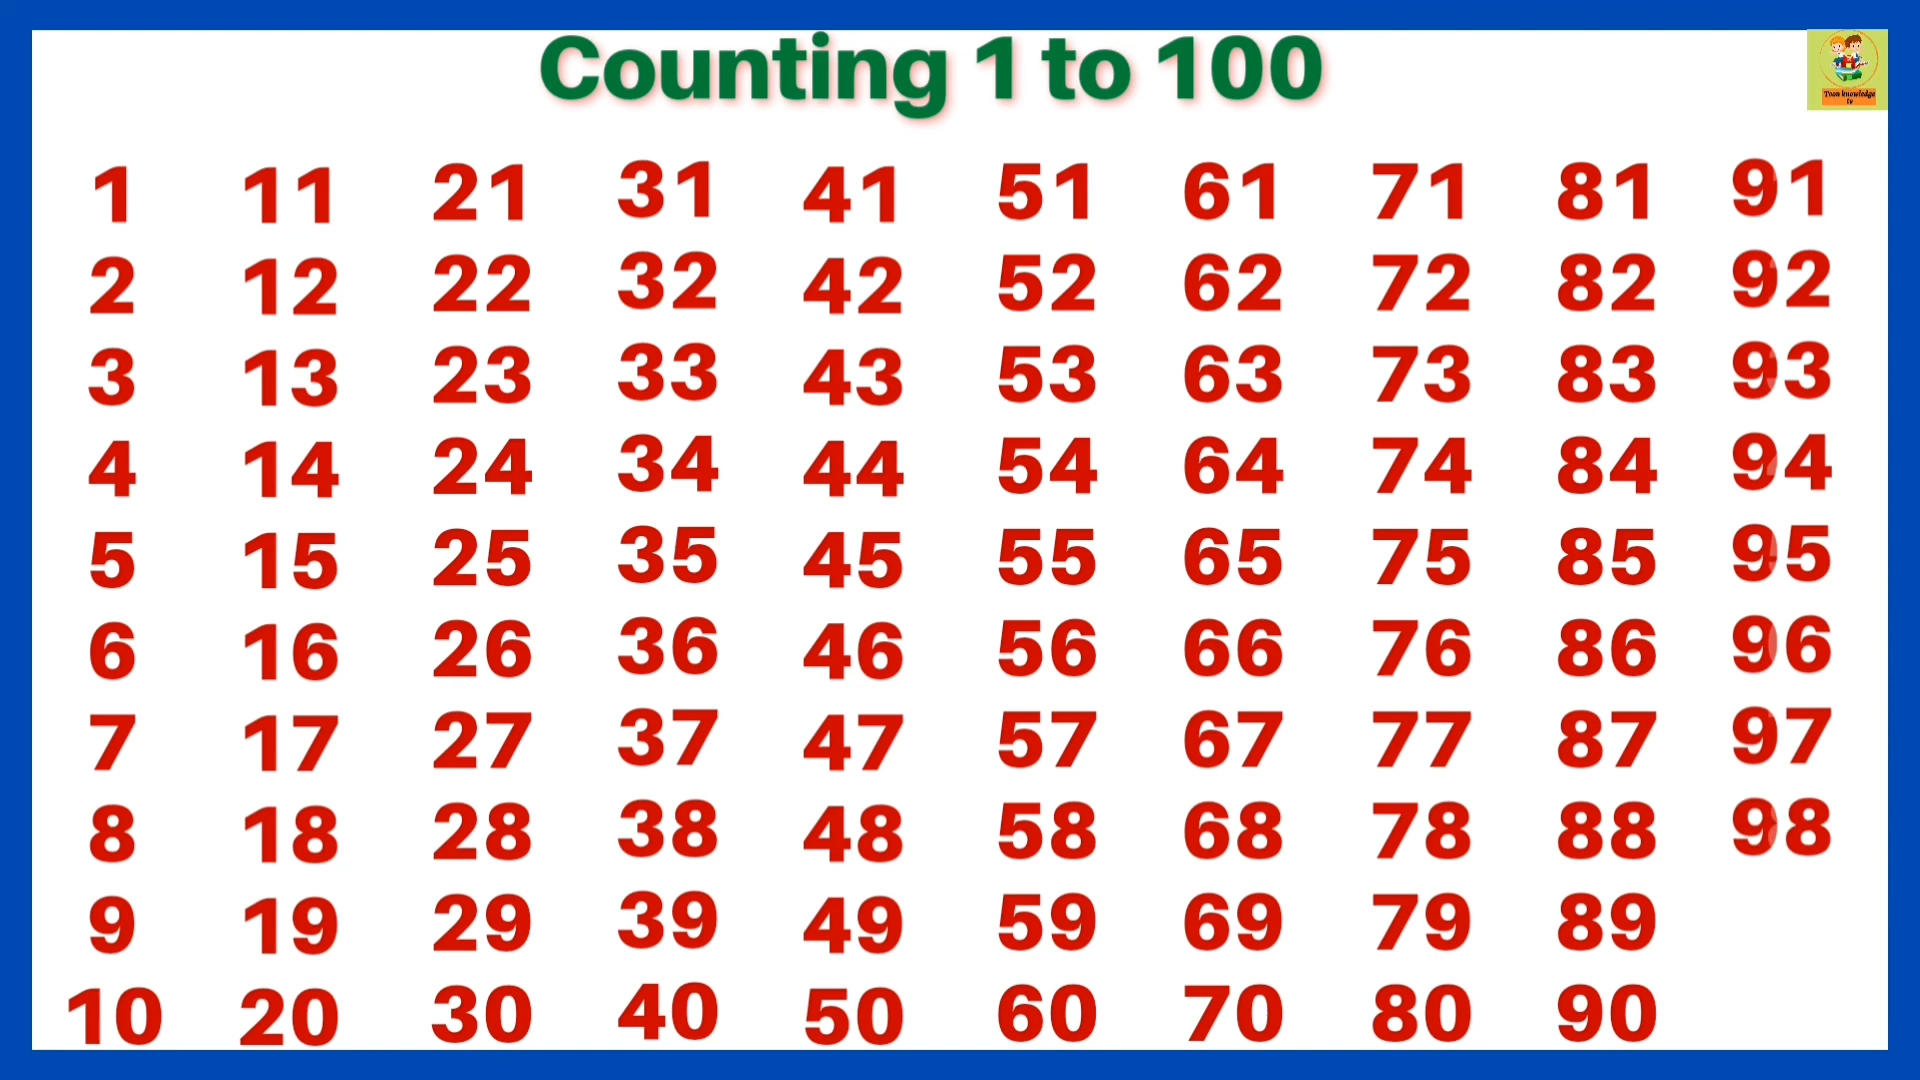 Counting 1 to 100
Toon knowledge
tv
1 11 21 31 41 51 61 71 81 91
2 12 22 32 42 52 62 72 82 92
3 13 23 33 43 53 63 73 83 93
4 14 24 34 44 54 64 74 84 94
5 15 25 35 45 55 65 75 85 95
6 16 26 36 46 56 66 76 86 96
7 17 27 37 47 57 67 77 87 97
8 18 28 38 48 58 68 78 88 98
9 19 29 39 49 59 69 79 89
10 20 30 40 50 60 70 80 90